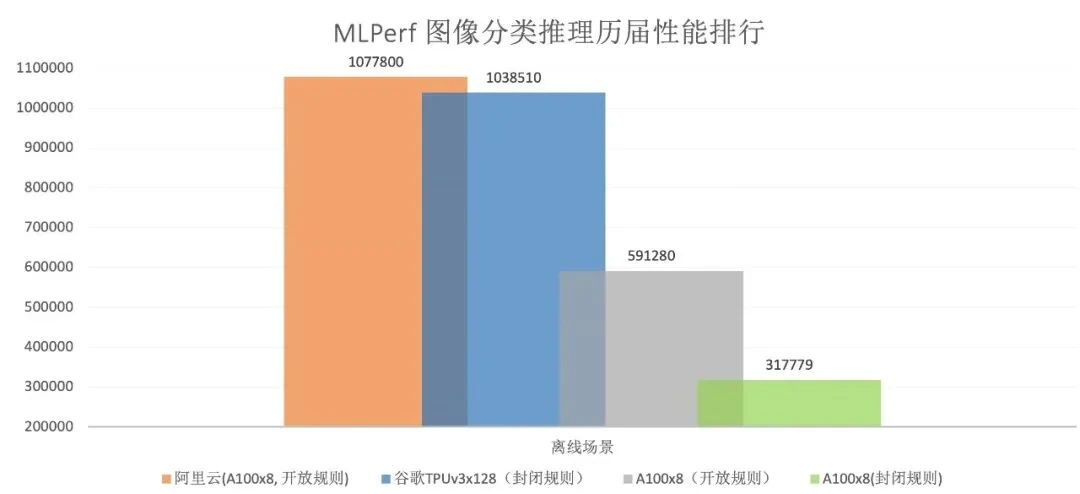 MLPerf 图像分类推理历届性能排行
1100000
1000000
900000
800000
700000
600000
500000
400000
300000
200000
1077800
1038510
591280
317779
离线场景
阿里云(A100x8, 开放规则)
谷歌TPUv3x128（封闭规则）
A100x8（开放规则）
A100x8(封闭规则)